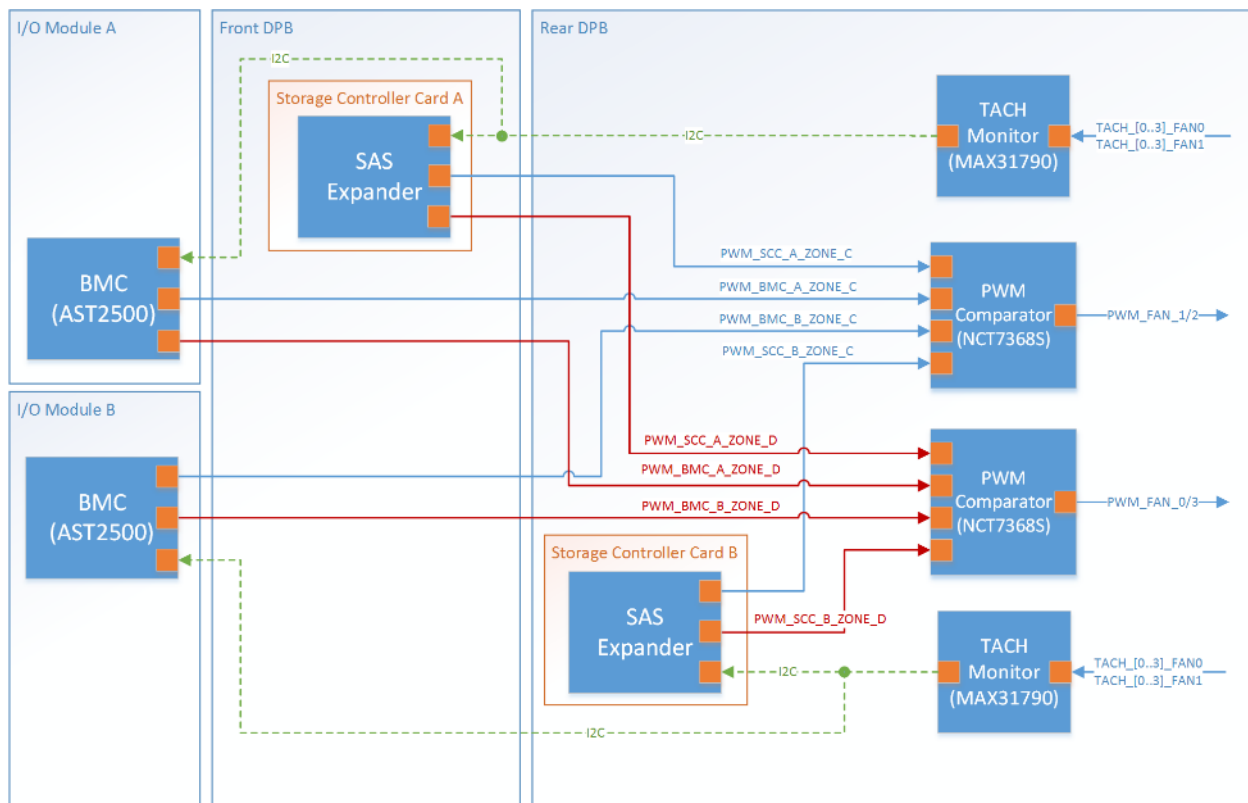 I/O Module A
Front DPB
Rear DPB
I2C
Storage Controller Card A
SAS
Expander
I2C
TACH
Monitor
(MAX31790)
TACH_[0..3]_FAN0
TACH_[0..3]_FAN1
BMC
(AST2500)
PWM_SCC_A_ZONE_C
PWM_BMC_A_ZONE_C
PWM_BMC_B_ZONE_C
PWM_SCC_B_ZONE_C
PWM
Comparator
(NCT7368S)
PWM_FAN_1/2
I/O Module B
BMC
(AST2500)
PWM_SCC_A_ZONE_D
PWM_BMC_A_ZONE_D
PWM_BMC_B_ZONE_D
PWM
Comparator
(NCT7368S)
PWM_FAN_0/3
Storage Controller Card B
SAS
Expander
PWM_SCC_B_ZONE_D
I2C
TACH
Monitor
(MAX31790)
TACH_[0..3]_FAN0
TACH_[0..3]_FAN1
I2C